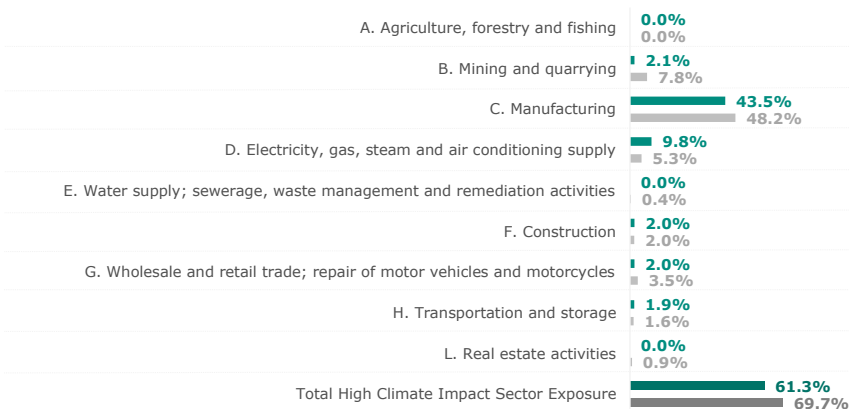 A. Agriculture, forestry and fishing
0.0%
0.0%
B. Mining and quarrying
2.1%
7.8%
C. Manufacturing
43.5%
48.2%
D. Electricity, gas, steam and air conditioning supply
9.8%
5.3%
E. Water supply; sewerage, waste management and remediation activities
0.0%
0.4%
F. Construction
2.0%
2.0%
G. Wholesale and retail trade; repair of motor vehicles and motorcycles
2.0%
3.5%
H. Transportation and storage
1.9%
1.6%
L. Real estate activities
0.0%
0.9%
Total High Climate Impact Sector Exposure
61.3%
69.7%